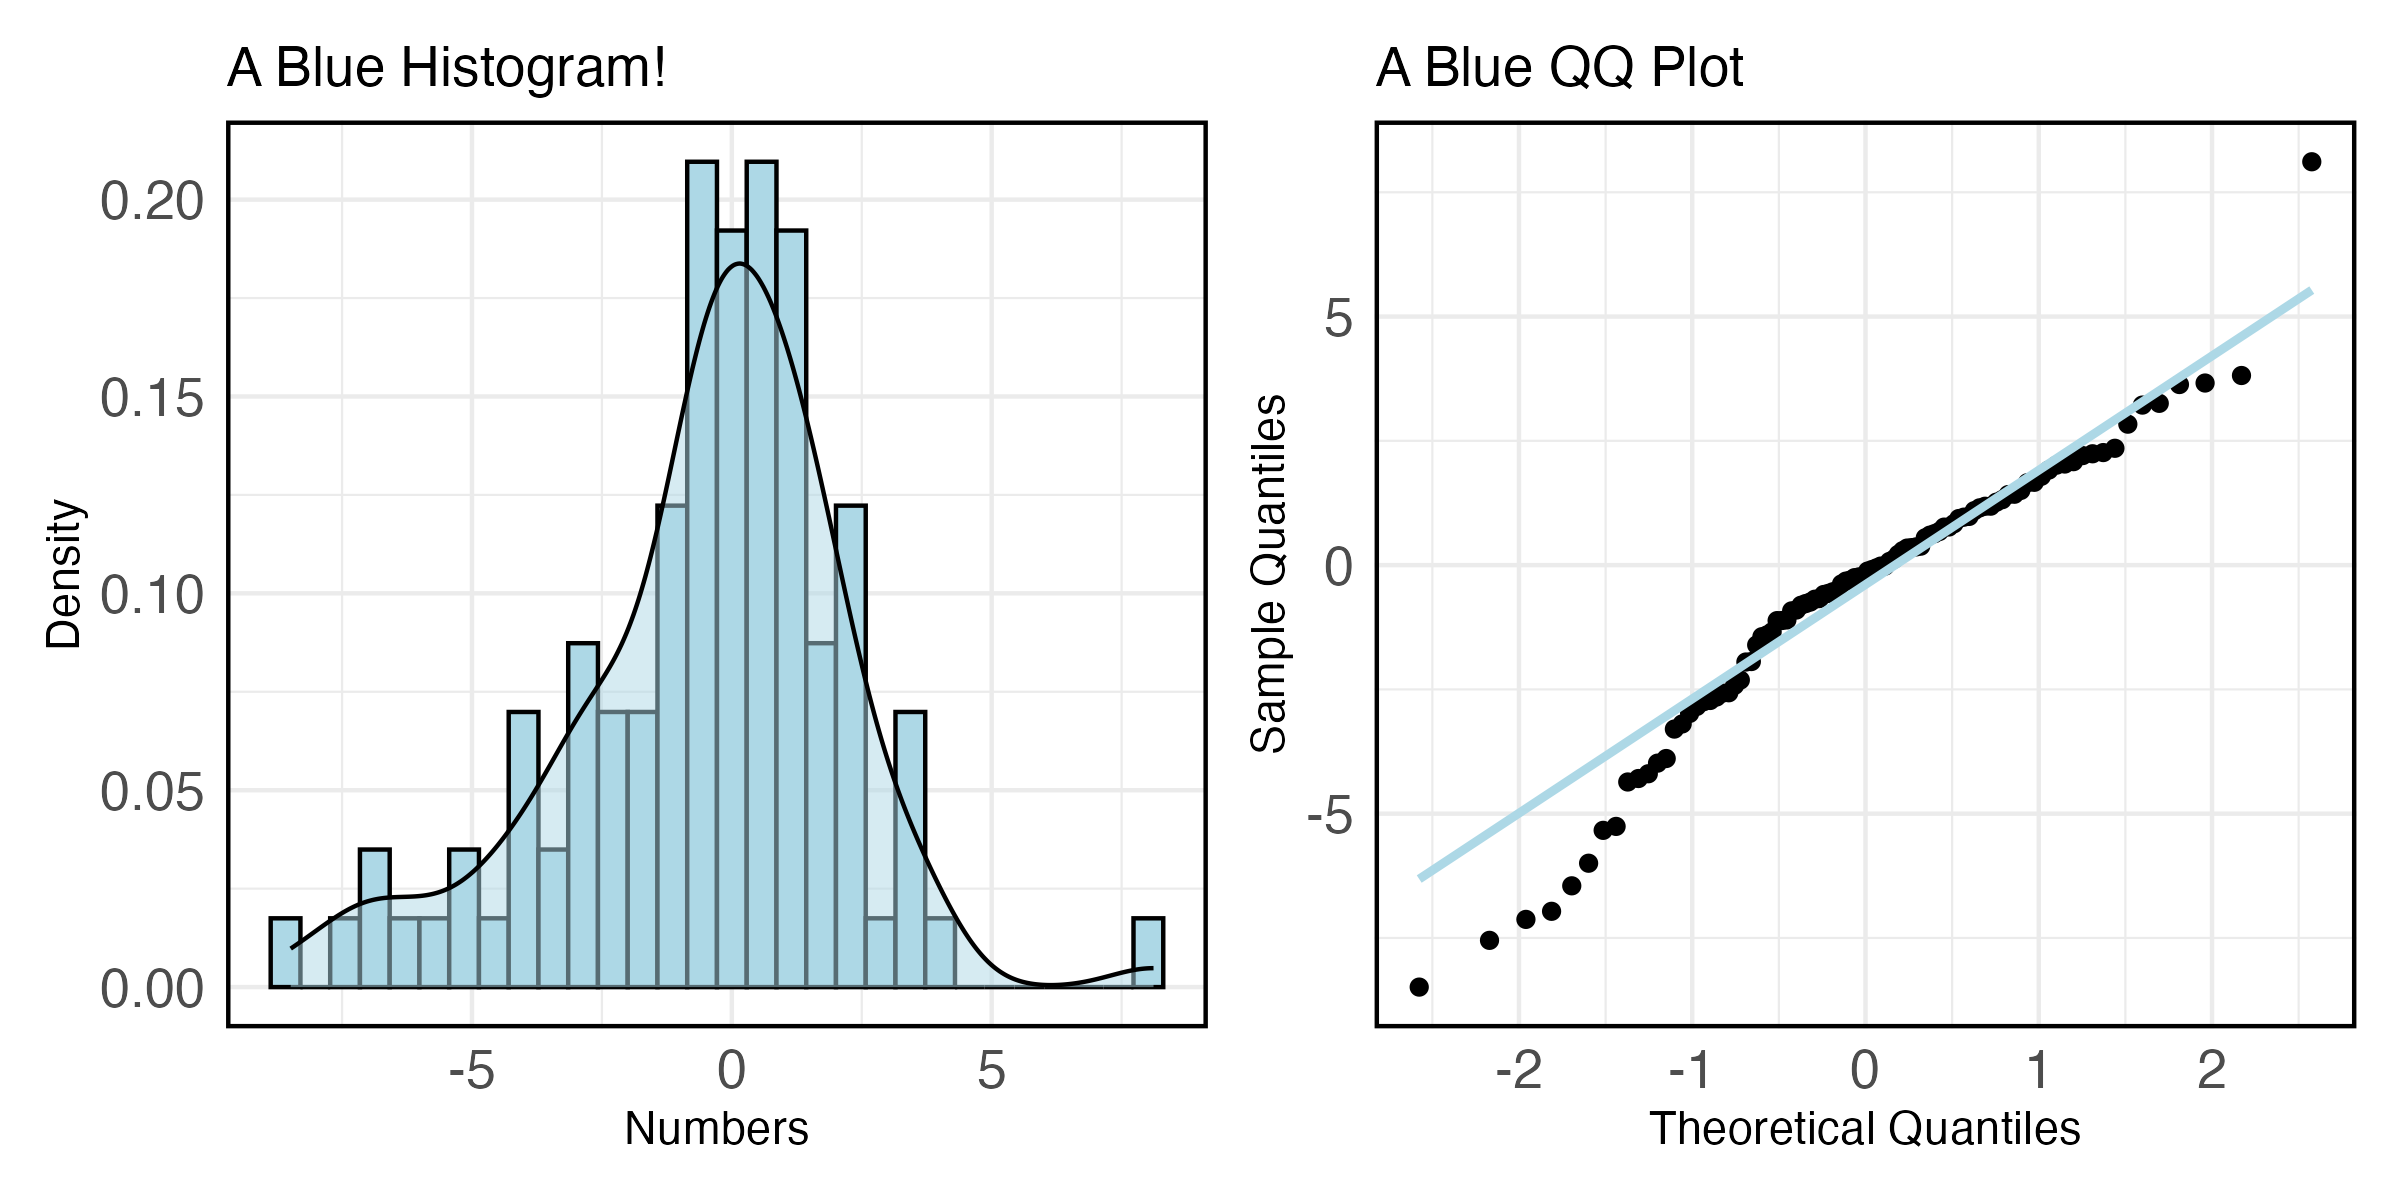 A Blue Histogram!
Density
0.20
0.15
0.10
0.05
0.00
-5 0 5
Numbers
A Blue QQ Plot
Sample Quantiles
5
0
-5
-2 -1 0 1 2
Theoretical Quantiles